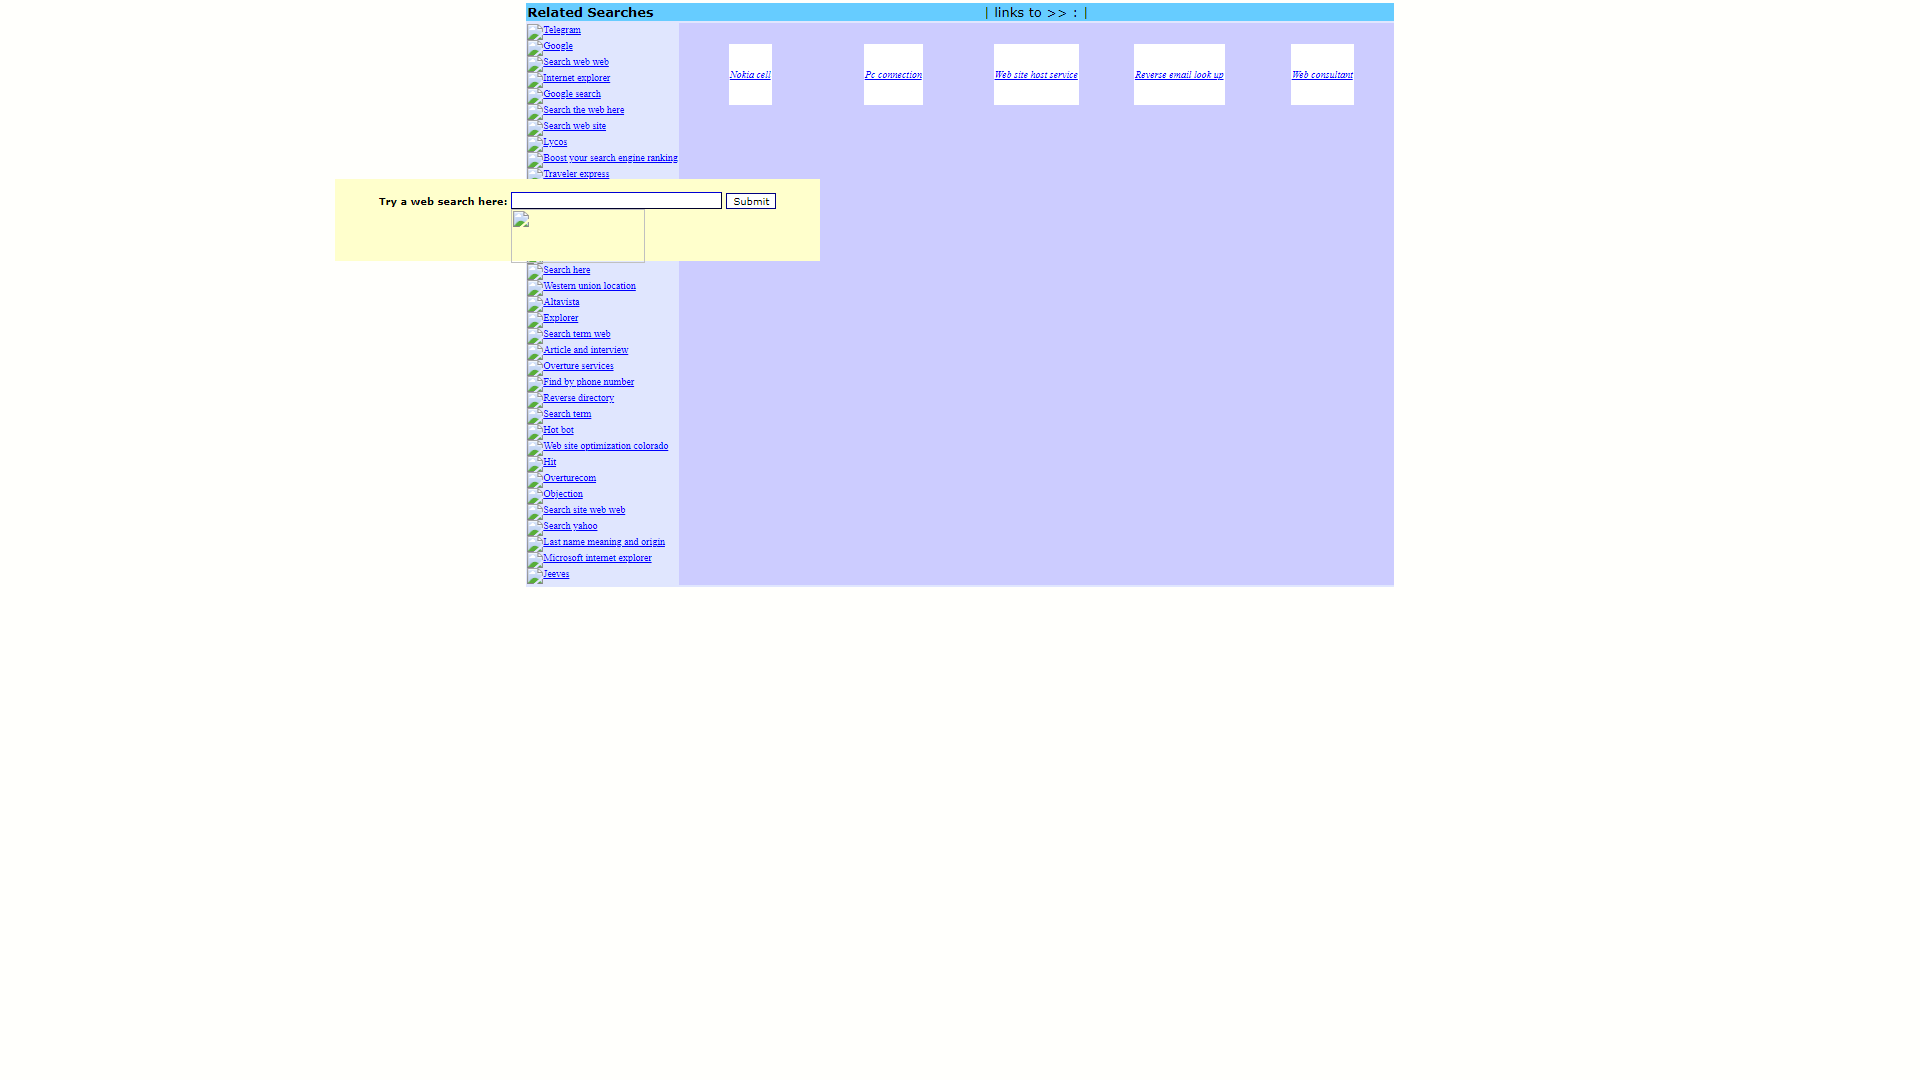 Related Searches
| links to >> : |
Telegram
Google
Search web web
Internet explorer
Google search
Search the web here
Search web site
Lycos
Boost your search engine ranking
Traveler express
Nokia cell
Pc connection
Web site host service
Reverse email look up
Web consultant
Try a web search here:
Submit
Search here
Western union location
Altavista
Explorer
Search term web
Article and interview
Overture services
Find by phone number
Reverse directory
Search term
Hot bot
Web site optimization colorado
Hit
Overturecom
Objection
Search site web web
Search yahoo
Last name meaning and origin
Microsoft internet explorer
Jeeves